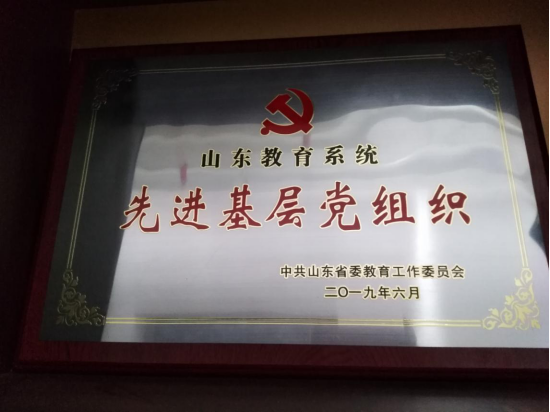 山东教育系统
先进基层党组织
中共山东省委教育工作委员会
二〇一九年六月